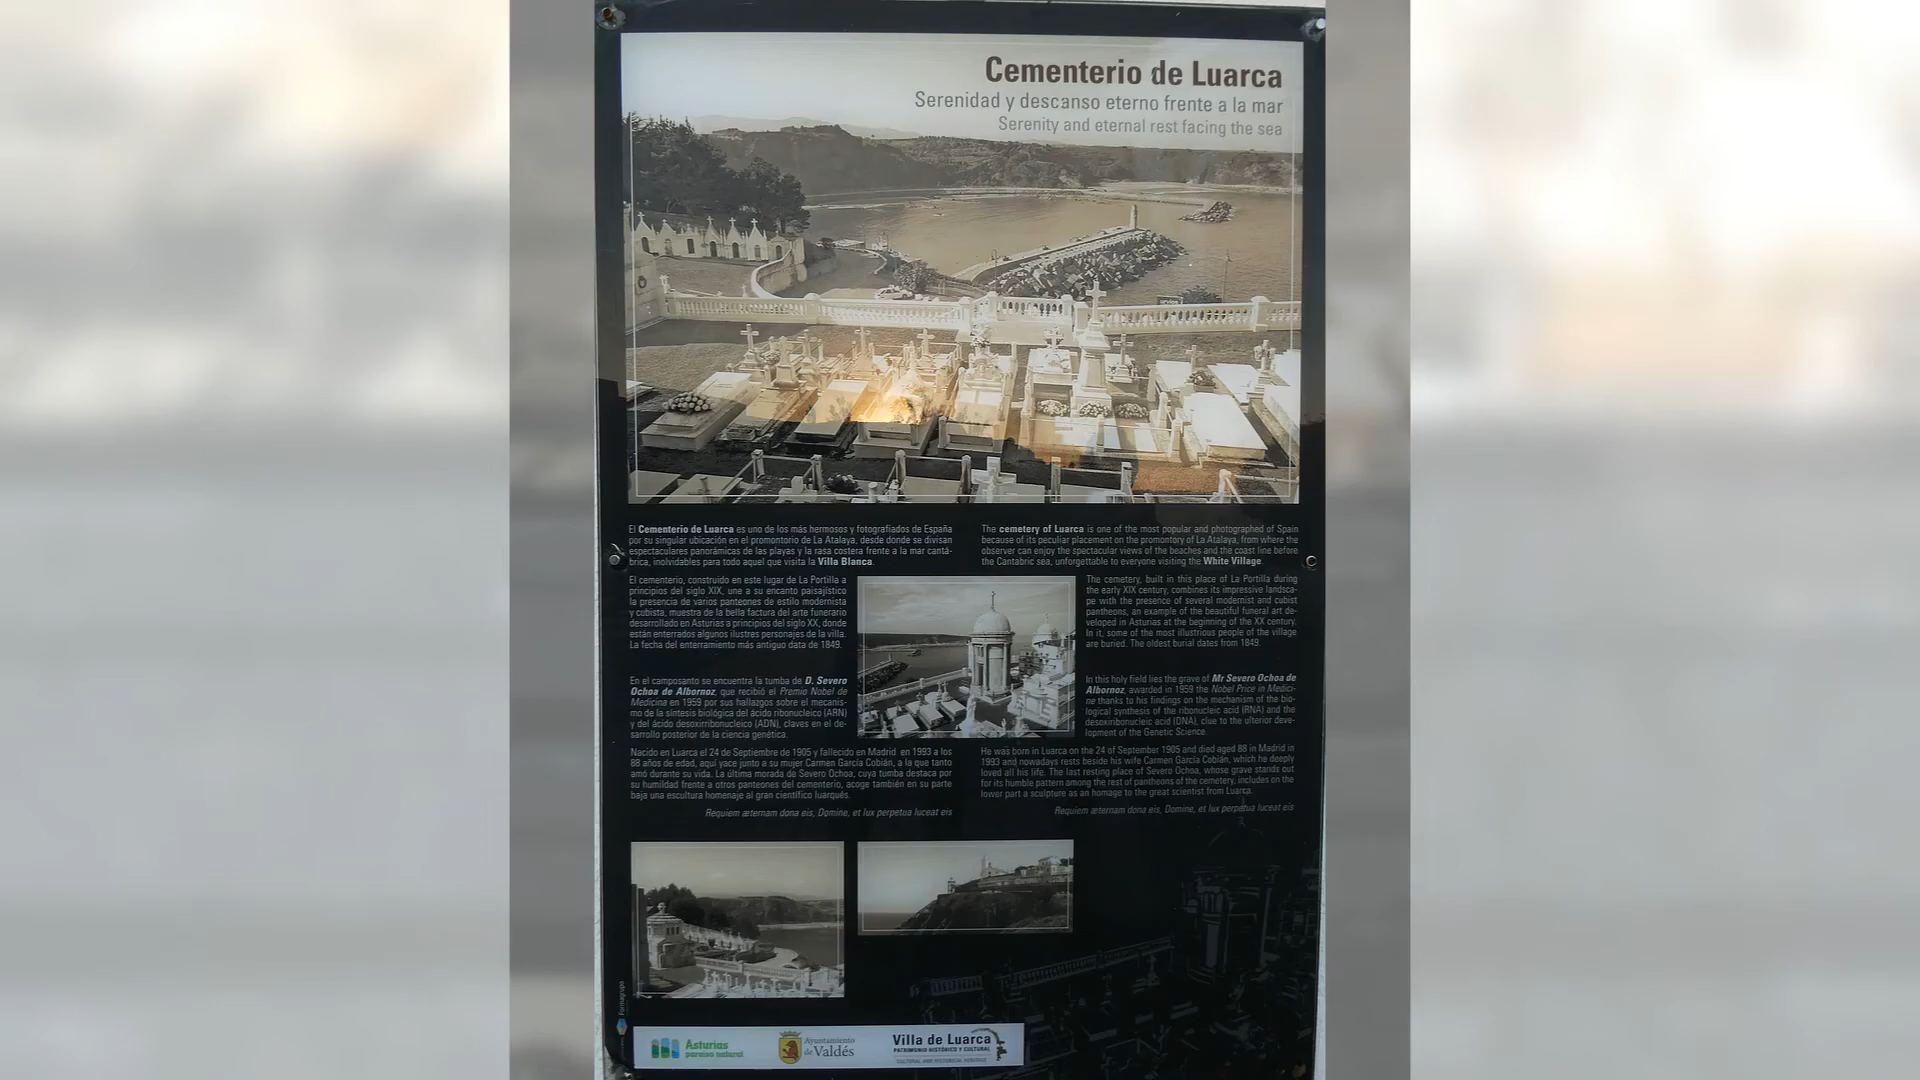 Cementerio de Luarca
Serenidad y descanso eterno frente a la mar
Serenity and eternal rest facing the sea
El Cementerio de Luarca es uno de los más hermosos y fotografiados de España
por su singular ubicación en el promontorio de La Atalaya, desde donde se divisan
espectaculares panorámicas de las playas y la rasa costera frente a la mar cantá-
brica, inolvidables para todo aquel que visita la Villa Blanca.
El cementerio, construido en este lugar de La Portilla a
principios del siglo XIX, une a su encanto paisajístico
la presencia de varios panteones de estilo modernista
y cubista, muestra de la bella factura del arte funerario
desarrollado en Asturias a principios del siglo XX, donde
están enterrados algunos ilustres personajes de la villa.
La fecha del enterramiento más antiguo data de 1849.
En el camposanto se encuentra la tumba de D. Severo
Ochoa de Albornoz, que recibió el Premio Nobel de
Medicina en 1959 por sus hallazgos sobre el mecanis-
mo de la síntesis biológica del ácido ribonucleico (ARN)
y del ácido desoxirribonucleico (ADN), claves en el de-
sarrollo posterior de la ciencia genética.
Nacido en Luarca el 24 de Septiembre de 1905 y fallecido en Madrid en 1993 a los
88 años de edad, aquí yace junto a su mujer Carmen García Cobián, a la que tanto
amó durante su vida. La última morada de Severo Ochoa, cuya tumba destaca por
su humildad frente a otros panteones del cementerio, acoge también en su parte
baja una escultura homenaje al gran científico luarqués.
Requiem æternam dona eis, Domine, et lux perpetua luceat eis
The cemetery of Luarca is one of the most popular and photographed of Spain
because of its peculiar placement on the promontory of La Atalaya, from where the
observer can enjoy the spectacular views of the beaches and the coast line before
the Cantabric sea, unforgettable to everyone visiting the White Village.
The cemetery, built in this place of La Portilla during
the early XIX century, combines its impressive landsca-
pe with the presence of several modernist and cubist
pantheons, an example of the beautiful funeral art de-
veloped in Asturias at the beginning of the XX century.
In it, some of the most illustrious people of the village
are buried. The oldest burial dates from 1849.
In this holy field lies the grave of Mr Severo Ochoa de
Albornoz, awarded in 1959 the Nobel Price in Medici-
ne thanks to his findings on the mechanism of the bio-
logical synthesis of the ribonucleic acid (RNA) and the
desoxiribonucleic acid (DNA), clue to the ulterior deve-
lopment of the Genetic Science.
He was born in Luarca on the 24 of September 1905 and died aged 88 in Madrid in
1993 and nowadays rests beside his wife Carmen García Cobián, which he deeply
loved all his life. The last resting place of Severo Ochoa, whose grave stands out
for its humble pattern among the rest of pantheons of the cemetery, includes on the
lower part a sculpture as an homage to the great scientist from Luarca.
Requiem æternam dona eis, Domine, et lux perpetua luceat eis
Formagrupo
Asturias
paraíso natural
Ayuntamiento
de Valdés
Villa de Luarca
PATRIMONIO HISTÓRICO Y CULTURAL
CULTURAL AND HISTORICAL HERITAGE